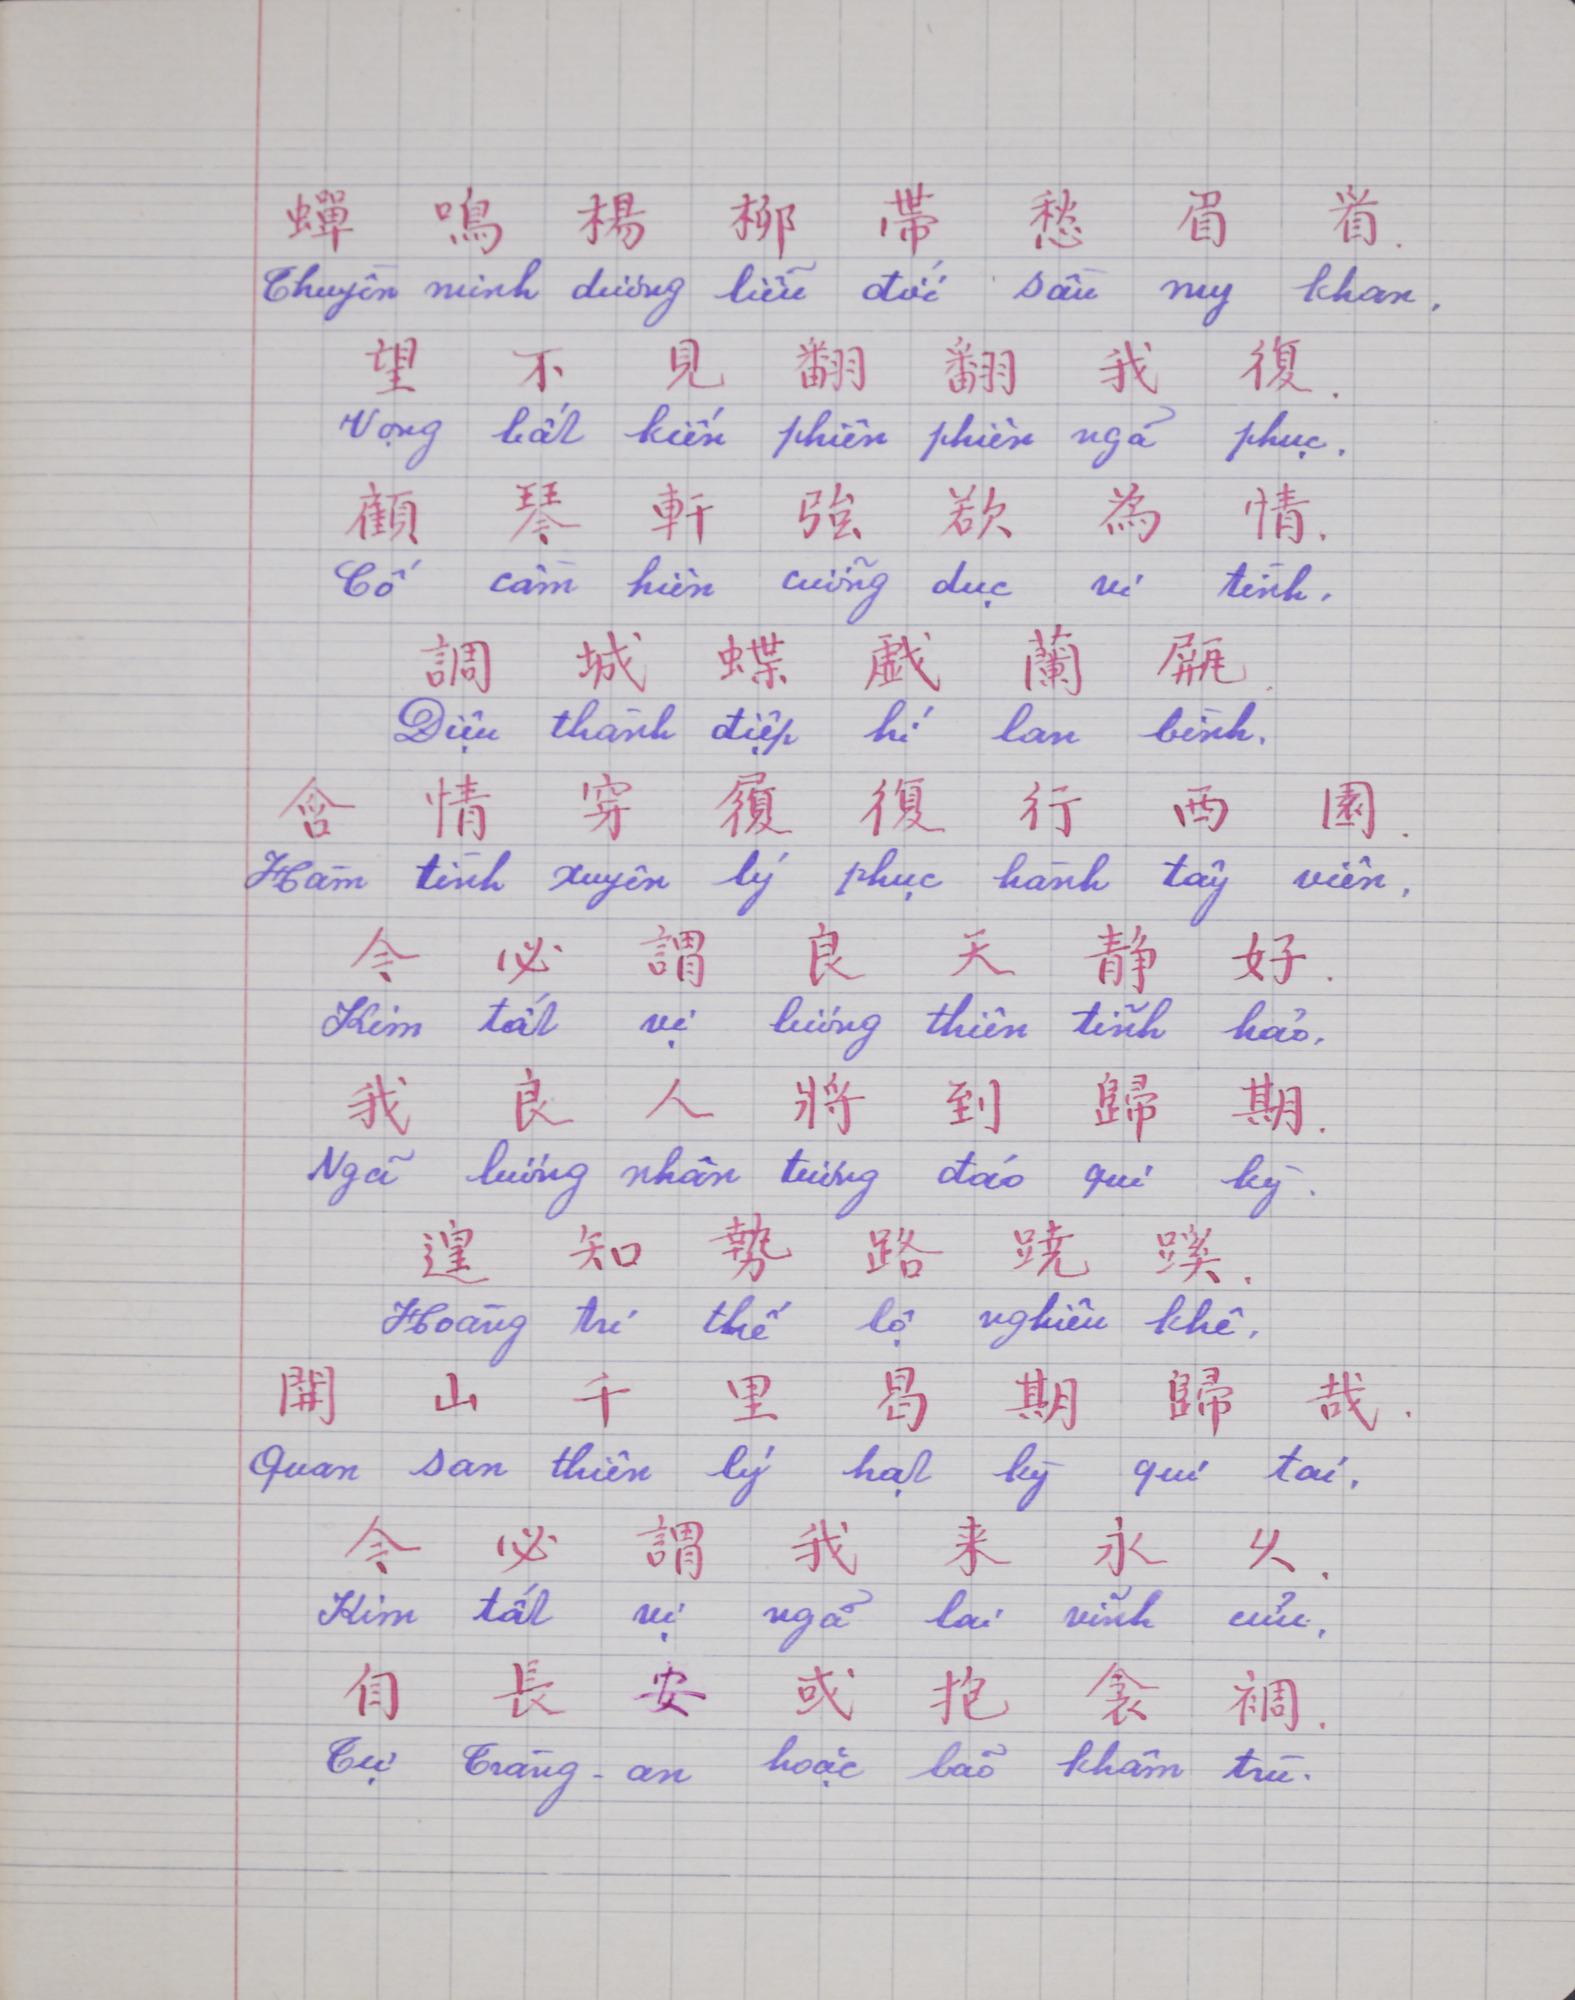 蟬 鳴 楊 柳 帶 愁 眉 看.
Thuyền minh dương liễu đới sầu my khan.
望 不 見 翻 翻 我 復.
Vọng bất kiến phiên phiên ngã phục.
顧 琴 軒 強 欲 為 情.
Cố cầm hiên cưỡng dục vi tình.
調 城 蝶 戲 蘭 屏.
Diệu thành điệp hí lan bình.
含 情 穿 履 復 行 西 園.
Hàm tình xuyên lý phục hành tây viên.
今 必 謂 良 天 静 好.
Kim tất vị lương thiên tĩnh hảo.
我 良 人 將 到 歸 期.
Ngã lương nhân tương đáo qui kỳ.
遑 知 勢 路 蹺 蹊.
Hoàng tri thế lộ nghiêu khê.
開 山 千 里 曷 期 歸 哉.
Quan san thiên lý hạt kỳ qui tai.
今 必 謂 我 来 永 久.
Kim tất vị ngã lai vĩnh cửu.
自 長 安 或 抱 衾 裯.
Tự Tràng-an hoặc bão khâm trù.